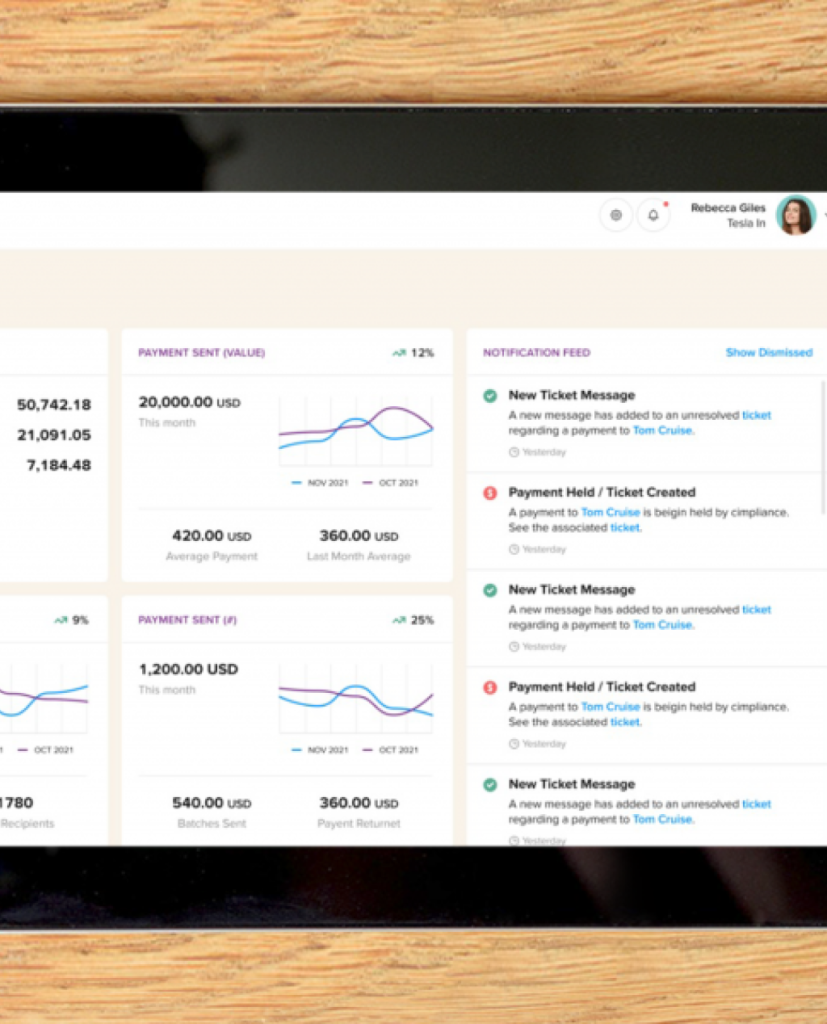 Rebecca Giles
Tesla In
50,742.18
21,091.05
7,184.48
PAYMENT SENT (VALUE)
12%
20,000.00 USD
This month
NOV 2021
OCT 2021
420.00 USD
Average Payment
360.00 USD
Last Month Average
9%
OCT 2021
1780
Recipients
PAYMENT SENT (#)
25%
1,200.00 USD
This month
NOV 2021
OCT 2021
540.00 USD
Batches Sent
360.00 USD
Payent Returnet
NOTIFICATION FEED
Show Dismissed
New Ticket Message
A new message has added to an unresolved ticket
regarding a payment to Tom Cruise.
Yesterday
Payment Held / Ticket Created
A payment to Tom Cruise is beigin held by cimpliance.
See the associated ticket.
Yesterday
New Ticket Message
A new message has added to an unresolved ticket
regarding a payment to Tom Cruise.
Yesterday
Payment Held / Ticket Created
A payment to Tom Cruise is beigin held by cimpliance.
See the associated ticket.
Yesterday
New Ticket Message
A new message has added to an unresolved ticket
regarding a payment to Tom Cruise.
Yesterday